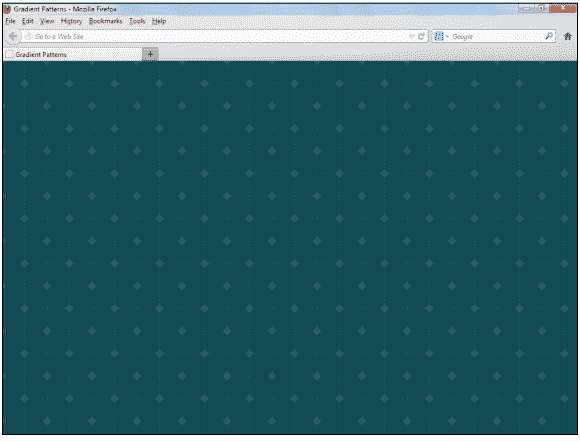 Gradient Patterns - Mozilla Firefox
File Edit View History Bookmarks Tools Help
Go to a Web Site
Google
Gradient Patterns